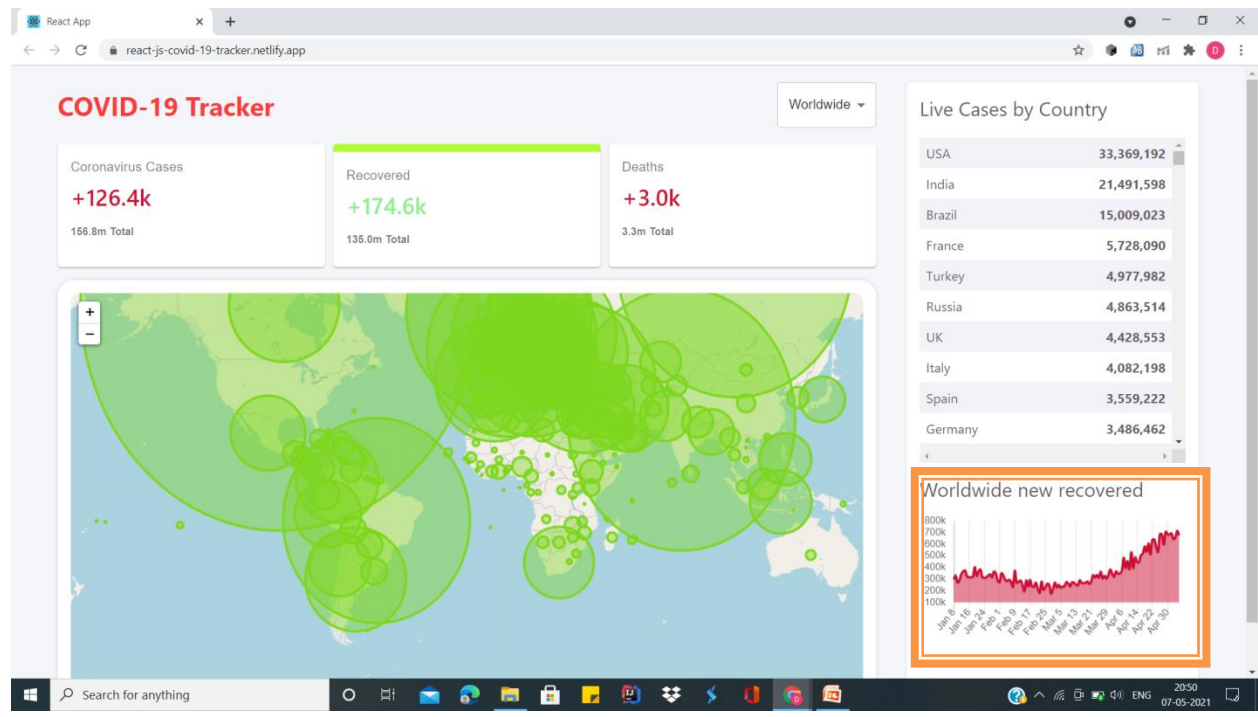 React App
react-js-covid-19-tracker.netlify.app
D
COVID-19 Tracker
Worldwide
Coronavirus Cases
+126.4k
156.8m Total
Recovered
+174.6k
135.0m Total
Deaths
+3.0k
3.3m Total
+
−
Live Cases by Country
USA 33,369,192
India 21,491,598
Brazil 15,009,023
France 5,728,090
Turkey 4,977,982
Russia 4,863,514
UK 4,428,553
Italy 4,082,198
Spain 3,559,222
Germany 3,486,462
Worldwide new recovered
800k
700k
600k
500k
400k
300k
200k
100k
Jan 8 Jan 16 Jan 24 Feb 1 Feb 9 Feb 17 Feb 25 Mar 5 Mar 13 Mar 21 Mar 29 Apr 6 Apr 14 Apr 22 Apr 30
Search for anything
ENG
20:50
07-05-2021